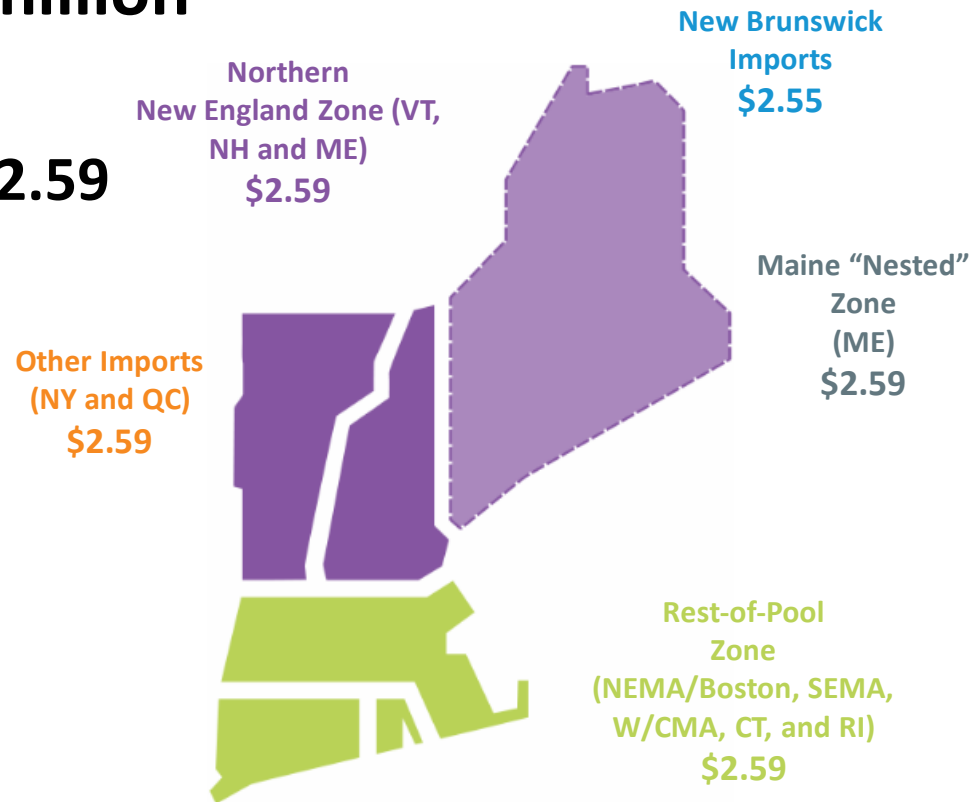 New Brunswick
Imports
$2.55
Northern
New England Zone (VT,
NH and ME)
$2.59
2.59
Maine “Nested”
Zone
(ME)
$2.59
Other Imports
(NY and QC)
$2.59
Rest-of-Pool
Zone
(NEMA/Boston, SEMA,
W/CMA, CT, and RI)
$2.59